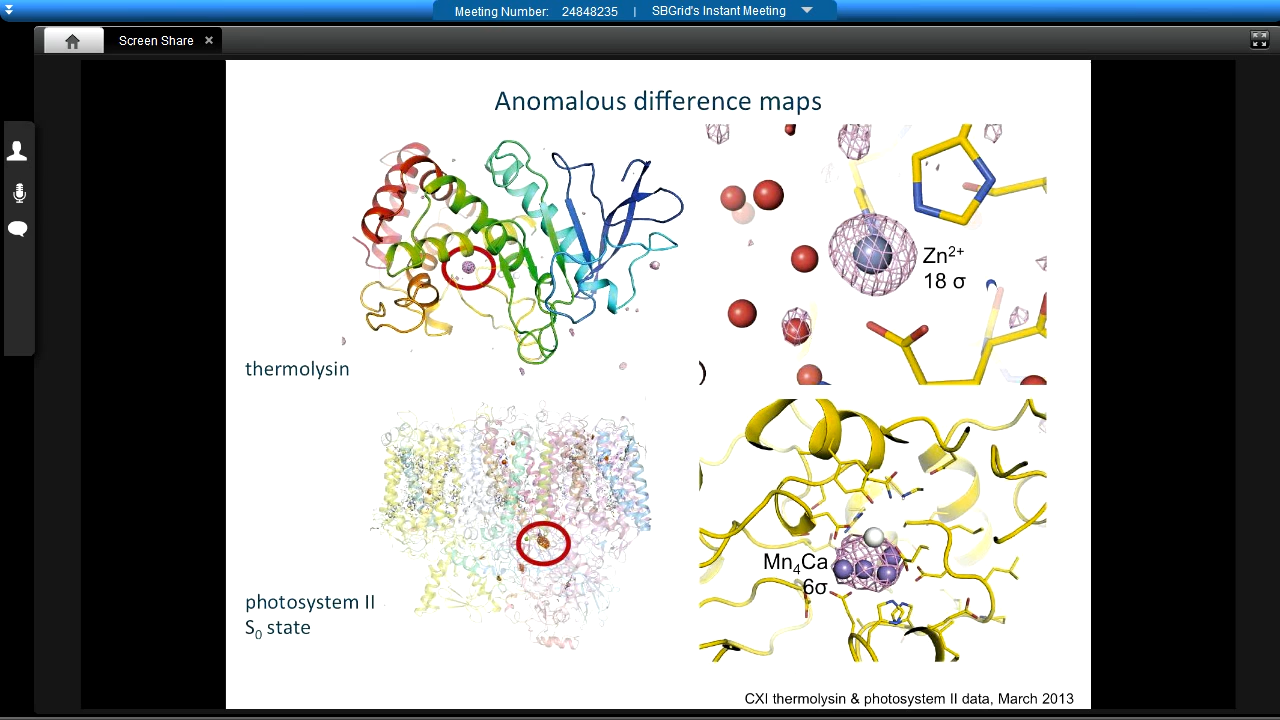 Meeting Number: 24848235 | SBGrid's Instant Meeting
Screen Share
Anomalous difference maps
Zn²⁺
18 σ
thermolysin
Mn₄Ca
6σ
photosystem II
S₀ state
CXI thermolysin & photosystem II data, March 2013